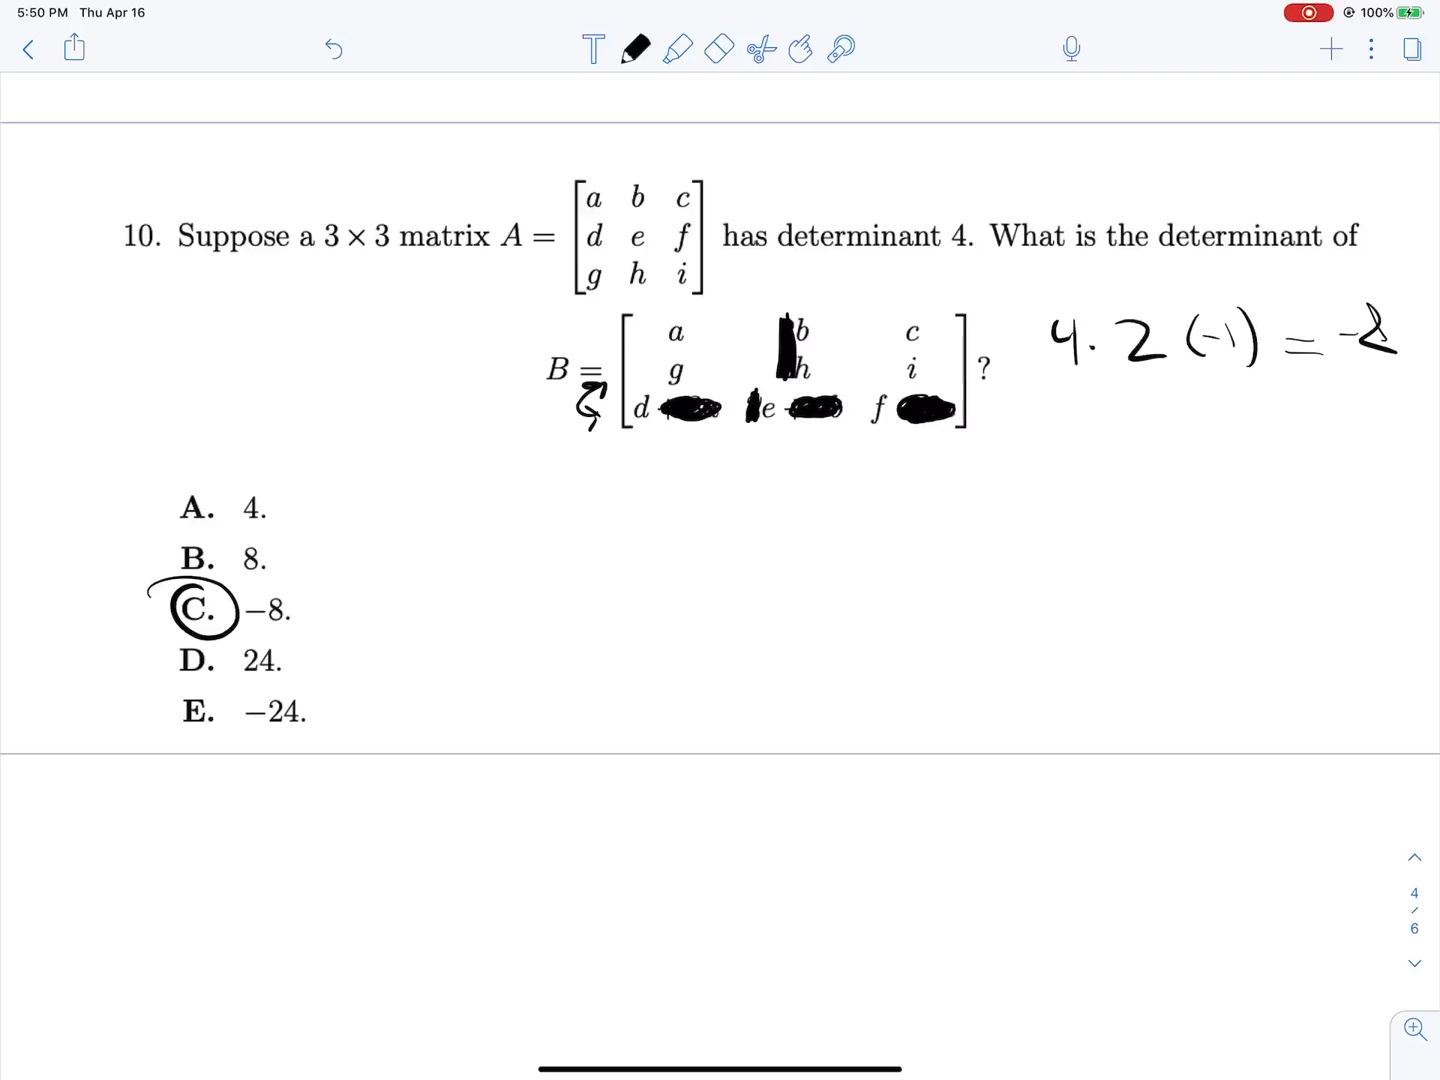 5:50 PM Thu Apr 16
100%
10. Suppose a 3 × 3 matrix A = [a b c
d e f
g h i] has determinant 4. What is the determinant of
B = [a b c
g h i
d e f] ?
4 · 2 (-1) = -8
A. 4.
B. 8.
C. −8.
D. 24.
E. −24.
4
/
6